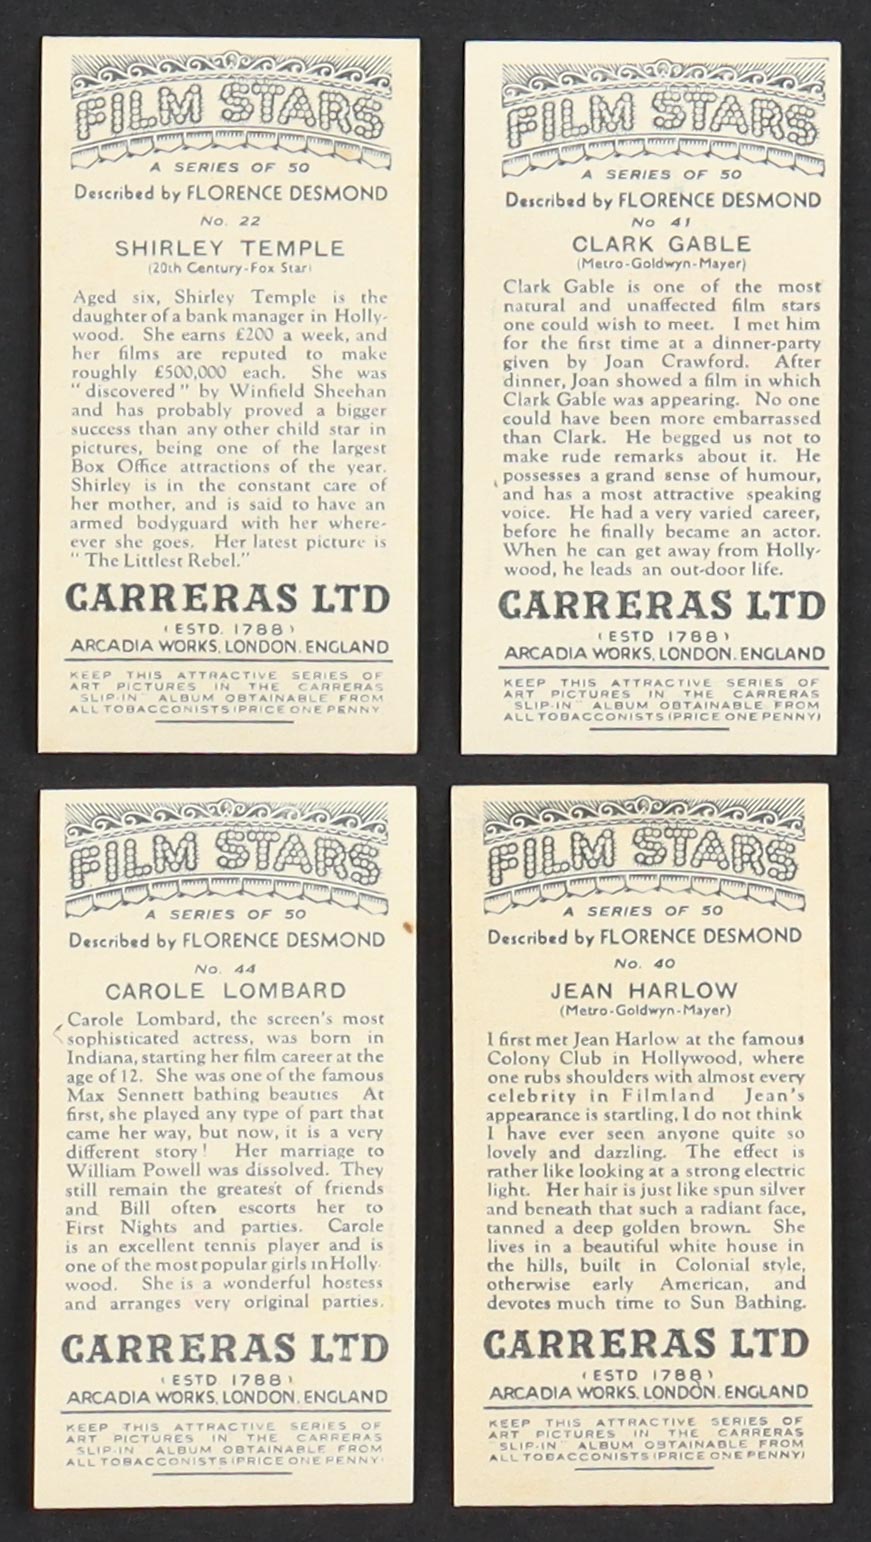 FILM STARS
A SERIES OF 50
Described by FLORENCE DESMOND
No. 22
SHIRLEY TEMPLE
(20th Century-Fox Star)
Aged six, Shirley Temple is the
daughter of a bank manager in Holly-
wood. She earns £200 a week, and
her films are reputed to make
roughly £500,000 each. She was
"discovered" by Winfield Sheehan
and has probably proved a bigger
success than any other child star in
pictures, being one of the largest
Box Office attractions of the year.
Shirley is in the constant care of
her mother, and is said to have an
armed bodyguard with her where-
ever she goes. Her latest picture is
"The Littlest Rebel."
CARRERAS LTD
(ESTD. 1788)
ARCADIA WORKS, LONDON, ENGLAND
KEEP THIS ATTRACTIVE SERIES OF
ART PICTURES IN THE CARRERAS
"SLIP-IN" ALBUM OBTAINABLE FROM
ALL TOBACCONISTS (PRICE ONE PENNY
FILM STARS
A SERIES OF 50
Described by FLORENCE DESMOND
No 41
CLARK GABLE
(Metro-Goldwyn-Mayer)
Clark Gable is one of the most
natural and unaffected film stars
one could wish to meet. I met him
for the first time at a dinner-party
given by Joan Crawford. After
dinner, Joan showed a film in which
Clark Gable was appearing. No one
could have been more embarrassed
than Clark. He begged us not to
make rude remarks about it. He
possesses a grand sense of humour,
and has a most attractive speaking
voice. He had a very varied career,
before he finally became an actor.
When he can get away from Holly-
wood, he leads an out-door life.
CARRERAS LTD
(ESTD 1788)
ARCADIA WORKS, LONDON, ENGLAND
KEEP THIS ATTRACTIVE SERIES OF
ART PICTURES IN THE CARRERAS
"SLIP-IN" ALBUM OBTAINABLE FROM
ALL TOBACCONISTS (PRICE ONE PENNY)
FILM STARS
A SERIES OF 50
Described by FLORENCE DESMOND
No. 44
CAROLE LOMBARD
Carole Lombard, the screen's most
sophisticated actress, was born in
Indiana, starting her film career at the
age of 12. She was one of the famous
Max Sennett bathing beauties At
first, she played any type of part that
came her way, but now, it is a very
different story! Her marriage to
William Powell was dissolved. They
still remain the greatest of friends
and Bill often escorts her to
First Nights and parties. Carole
is an excellent tennis player and is
one of the most popular girls in Holly-
wood. She is a wonderful hostess
and arranges very original parties.
CARRERAS LTD
(ESTD 1788)
ARCADIA WORKS, LONDON, ENGLAND
KEEP THIS ATTRACTIVE SERIES OF
ART PICTURES IN THE CARRERAS
"SLIP-IN" ALBUM OBTAINABLE FROM
ALL TOBACCONISTS (PRICE ONE PENNY)
FILM STARS
A SERIES OF 50
Described by FLORENCE DESMOND
No. 40
JEAN HARLOW
(Metro-Goldwyn-Mayer)
I first met Jean Harlow at the famous
Colony Club in Hollywood, where
one rubs shoulders with almost every
celebrity in Filmland Jean's
appearance is startling, I do not think
I have ever seen anyone quite so
lovely and dazzling. The effect is
rather like looking at a strong electric
light. Her hair is just like spun silver
and beneath that such a radiant face,
tanned a deep golden brown. She
lives in a beautiful white house in
the hills, built in Colonial style,
otherwise early American, and
devotes much time to Sun Bathing.
CARRERAS LTD
(ESTD 1788)
ARCADIA WORKS, LONDON, ENGLAND
KEEP THIS ATTRACTIVE SERIES OF
ART PICTURES IN THE CARRERAS
"SLIP-IN" ALBUM OBTAINABLE FROM
ALL TOBACCONISTS (PRICE ONE PENNY)